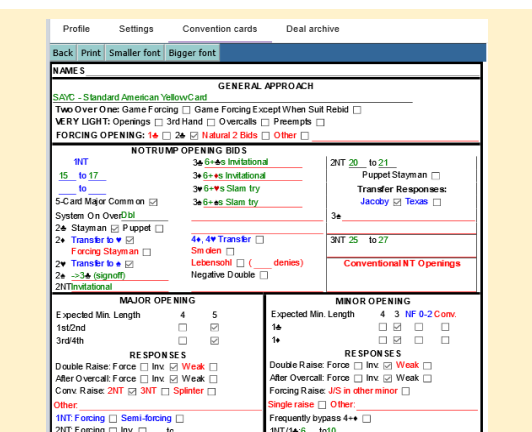 Profile Settings Convention cards Deal archive
Back Print Smaller font Bigger font
NAMES
GENERAL APPROACH
SAYC - Standard American YellowCard
Two Over One: Game Forcing Game Forcing Except When Suit Rebid
VERY LIGHT: Openings 3rd Hand Overcalls Preempts
FORCING OPENING: 1♣ 2♣ Natural 2 Bids Other
NOTRUMP OPENING BIDS
1NT
15 to 17
to
5-Card Major Common
System On Over Dbl
2♣ Stayman Puppet
2♦ Transfer to ♥
Forcing Stayman
2♥ Transfer to ♠
2♠ ->3♣ (signoff)
2NT Invitational
3♣ 6+♣s Invitational
3♦ 6+♦s Invitational
3♥ 6+♥s Slam try
3♠ 6+♠s Slam try
4♦, 4♥ Transfer
Smolen
Lebensohl ( denies)
Negative Double
2NT 20 to 21
Puppet Stayman
Transfer Responses:
Jacoby Texas
3♠
3NT 25 to 27
Conventional NT Openings
MAJOR OPENING
Expected Min. Length 4 5
1st/2nd
3rd/4th
RESPONSES
Double Raise: Force Inv. Weak
After Overcall: Force Inv. Weak
Conv. Raise: 2NT 3NT Splinter
Other:
1NT: Forcing Semi-forcing
2NT: Forcing Inv. to
MINOR OPENING
Expected Min. Length 4 3 NF 0-2 Conv.
1♣
1♦
RESPONSES
Double Raise: Force Inv. Weak
After Overcall: Force Inv. Weak
Forcing Raise: J/S in other minor
Single raise Other:
Frequently bypass 4+♦
1NT/1♣: 6 to 10